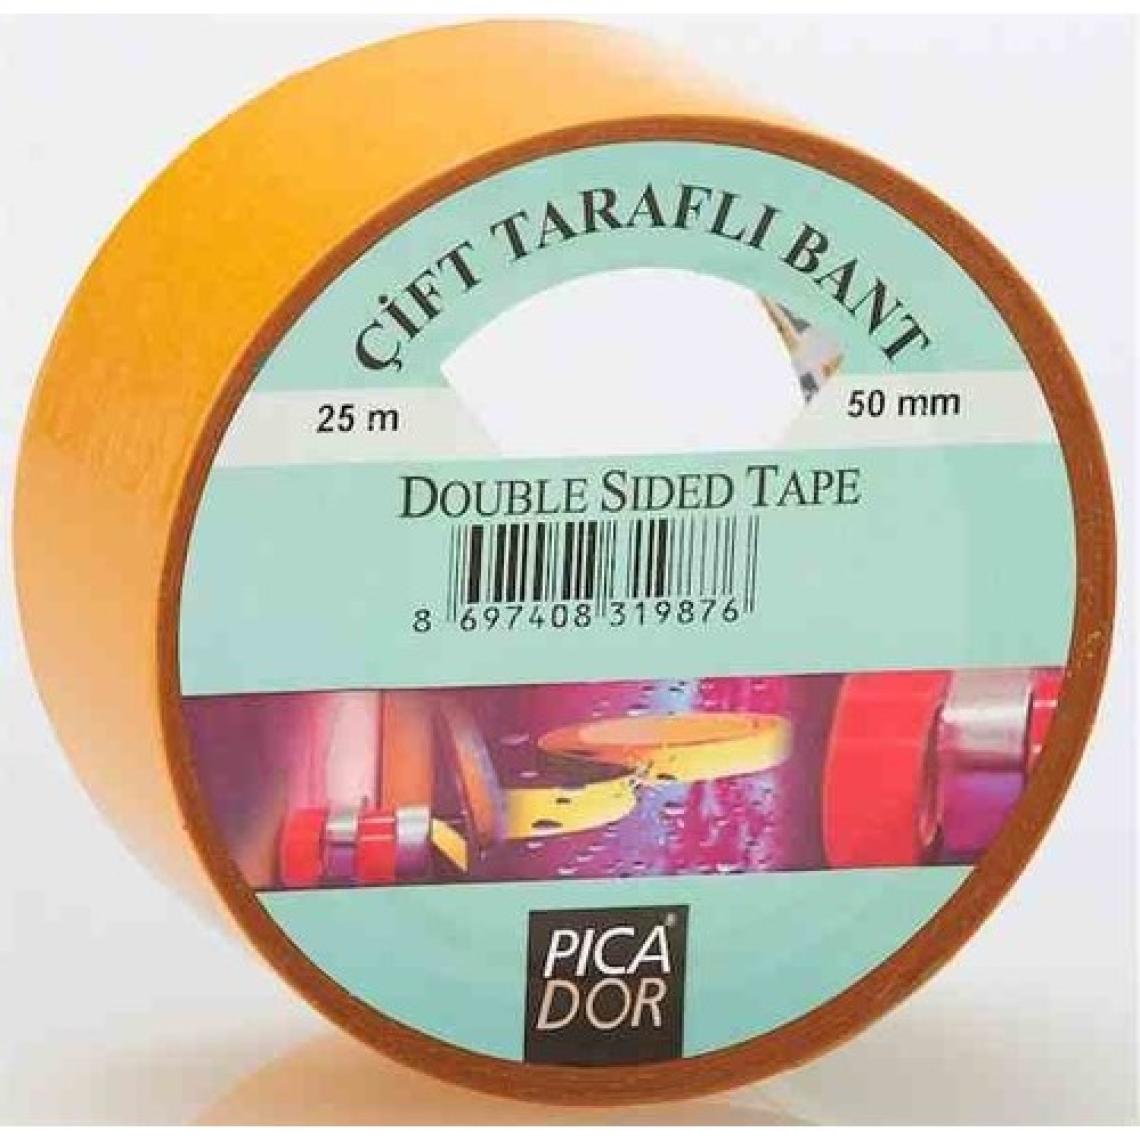 ÇİFT TARAFLI BANT
25 m
50 mm
DOUBLE SIDED TAPE
8 697408 319876
PICA®
DOR